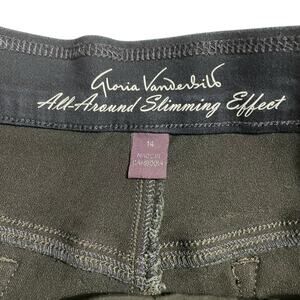 Gloria Vanderbilt
All-Around Slimming Effect
14
MADE IN
CAMBODIA